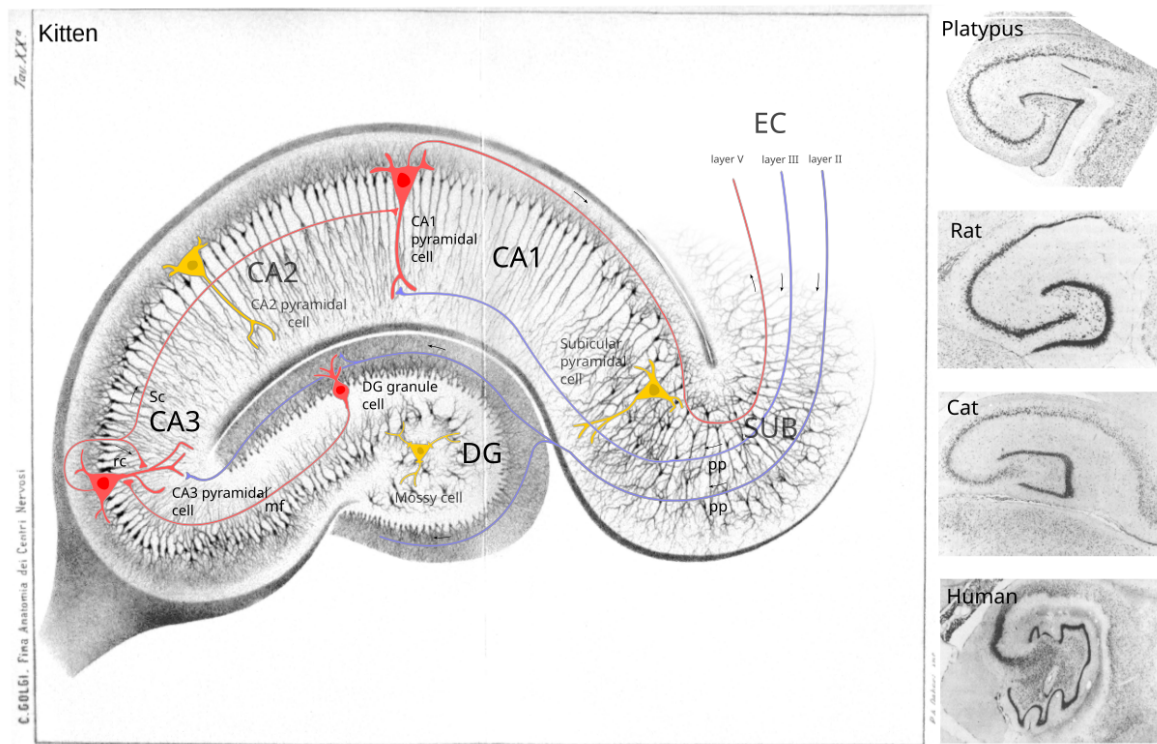 Kitten
Tav. XXª
C. GOLGI. Fina Anatomia dei Centri Nervosi
EC
layer V
layer III
layer II
CA1
pyramidal
cell
CA1
CA2
CA2 pyramidal
cell
Subicular
pyramidal
cell
DG granule
cell
Sc
CA3
SUB
rc
DG
pp
CA3 pyramidal
cell
mf
Mossy cell
pp
Platypus
Rat
Cat
Human